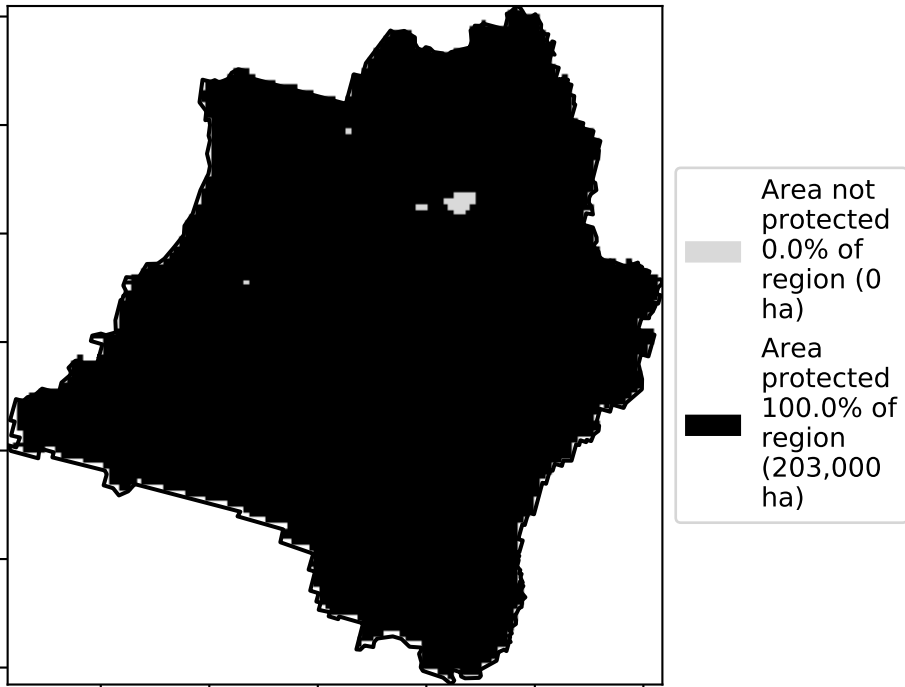 Area not
protected
0.0% of
region (0
ha)
Area
protected
100.0% of
region
(203,000
ha)